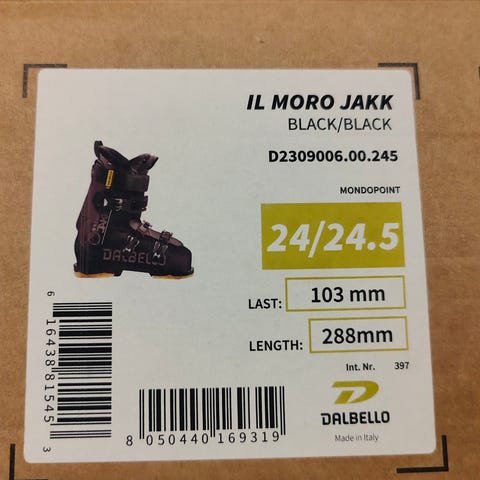 IL MORO JAKK
BLACK/BLACK
D2309006.00.245
MONDOPOINT
24/24.5
LAST: 103 mm
LENGTH: 288mm
Int. Nr. 397
DALBELLO
DALBELLO
Made in Italy
6 16438 81545 3
8 050440 169319